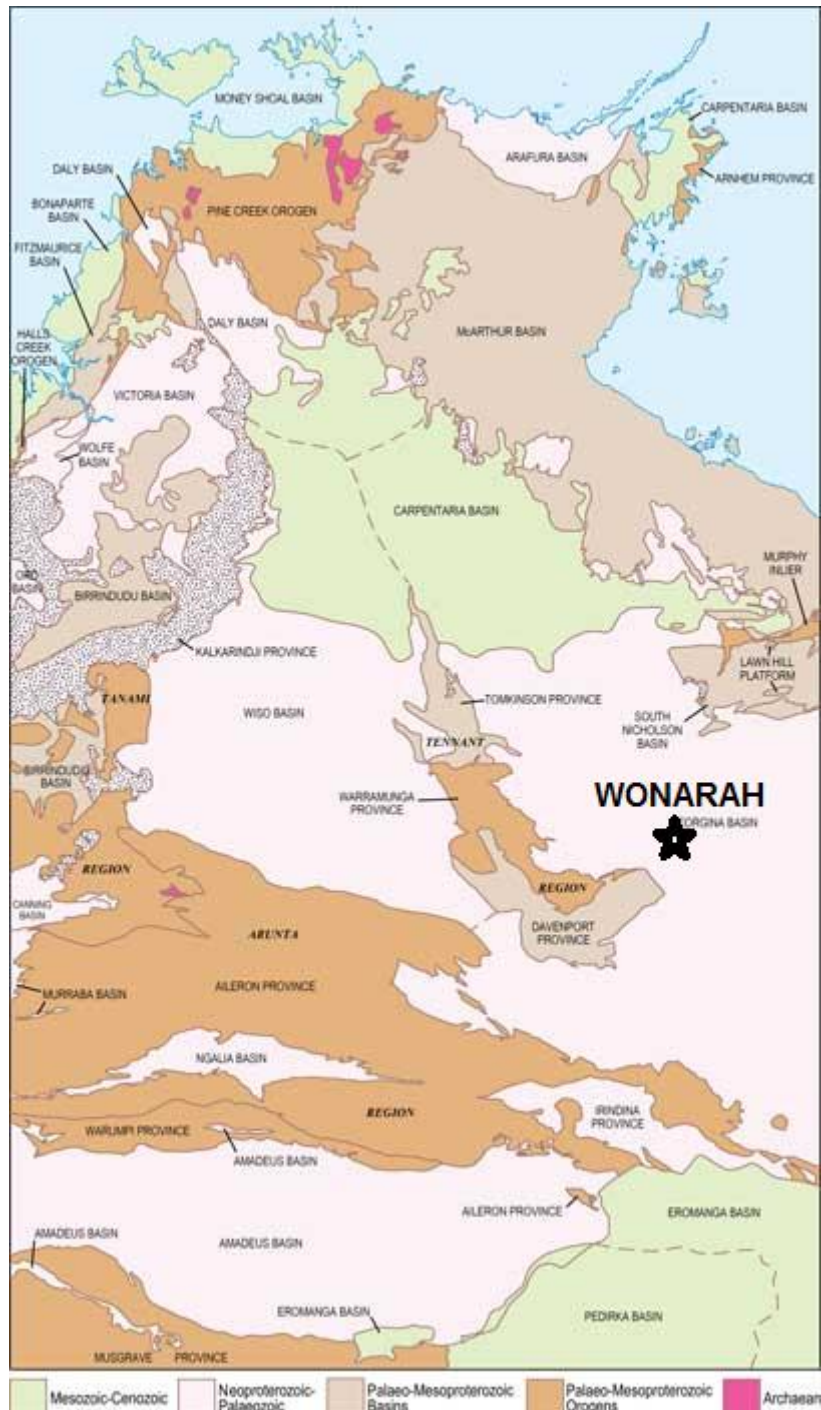 MONEY SHOAL BASIN
CARPENTARIA BASIN
ARAFURA BASIN
DALY BASIN
ARNHEM PROVINCE
BONAPARTE
BASIN
PINE CREEK OROGEN
FITZMAURICE
BASIN
DALY BASIN
HALLS
CREEK
OROGEN
McARTHUR BASIN
VICTORIA BASIN
WOLFE
BASIN
CARPENTARIA BASIN
MURPHY
INLIER
ORD
BASIN
BIRRINDUDU BASIN
KALKARINDJI PROVINCE
LAWN HILL
PLATFORM
TANAMI
TOMKINSON PROVINCE
WISO BASIN
SOUTH
NICHOLSON
BASIN
TENNANT
BIRRINDUDU
BASIN
WARRAMUNGA
PROVINCE
WONARAH
EORGINA BASIN
REGION
REGION
CANNING
BASIN
DAVENPORT
PROVINCE
ARUNTA
AILERON PROVINCE
MURRABA BASIN
NGALIA BASIN
REGION
IRINDINA
PROVINCE
WARUMPI PROVINCE
AMADEUS BASIN
AILERON PROVINCE
EROMANGA BASIN
AMADEUS BASIN
AMADEUS BASIN
EROMANGA BASIN
PEDIRKA BASIN
MUSGRAVE PROVINCE
Mesozoic-Cenozoic
Neoproterozoic-
Palaeozoic
Palaeo-Mesoproterozoic
Basins
Palaeo-Mesoproterozoic
Orogens
Archaean